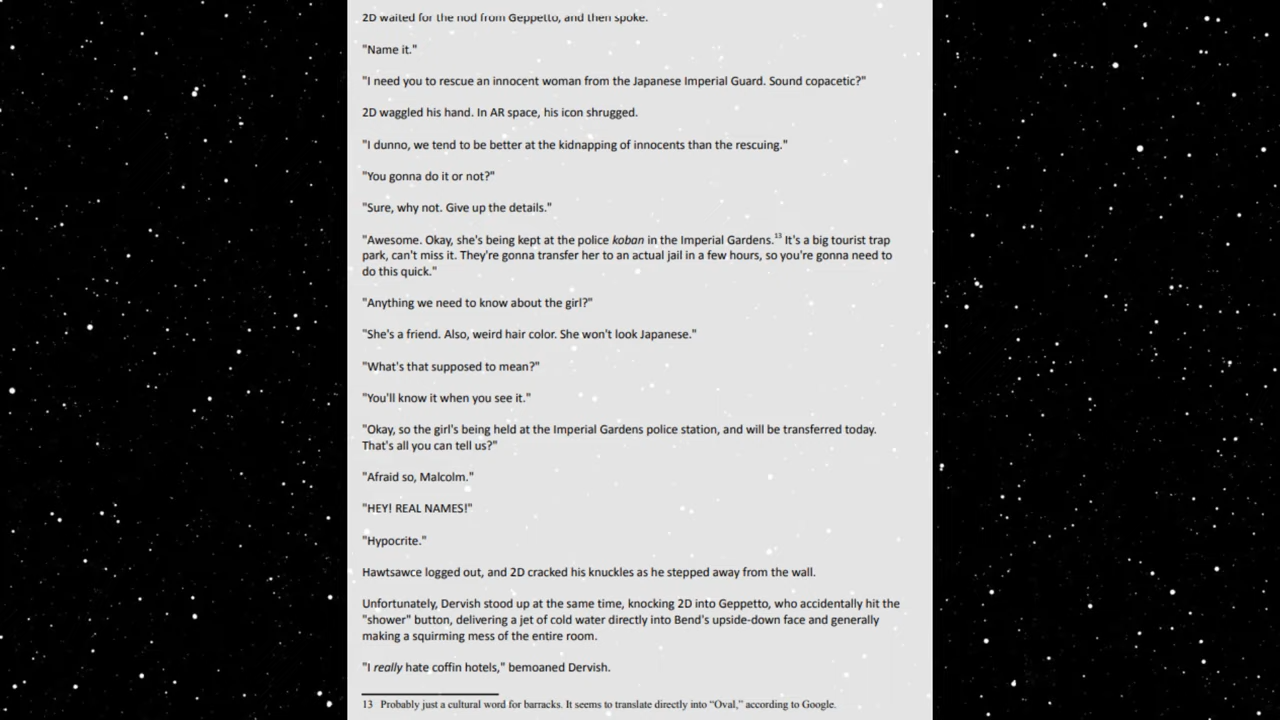 2D waited for the nod from Geppetto, and then spoke.
"Name it."
"I need you to rescue an innocent woman from the Japanese Imperial Guard. Sound copacetic?"
2D waggled his hand. In AR space, his icon shrugged.
"I dunno, we tend to be better at the kidnapping of innocents than the rescuing."
"You gonna do it or not?"
"Sure, why not. Give up the details."
"Awesome. Okay, she's being kept at the police koban in the Imperial Gardens.13 It's a big tourist trap
park, can't miss it. They're gonna transfer her to an actual jail in a few hours, so you're gonna need to
do this quick."
"Anything we need to know about the girl?"
"She's a friend. Also, weird hair color. She won't look Japanese."
"What's that supposed to mean?"
"You'll know it when you see it."
"Okay, so the girl's being held at the Imperial Gardens police station, and will be transferred today.
That's all you can tell us?"
"Afraid so, Malcolm."
"HEY! REAL NAMES!"
"Hypocrite."
Hawtsawce logged out, and 2D cracked his knuckles as he stepped away from the wall.
Unfortunately, Dervish stood up at the same time, knocking 2D into Geppetto, who accidentally hit the
"shower" button, delivering a jet of cold water directly into Bend's upside-down face and generally
making a squirming mess of the entire room.
"I really hate coffin hotels," bemoaned Dervish.
13 Probably just a cultural word for barracks. It seems to translate directly into “Oval,” according to Google.